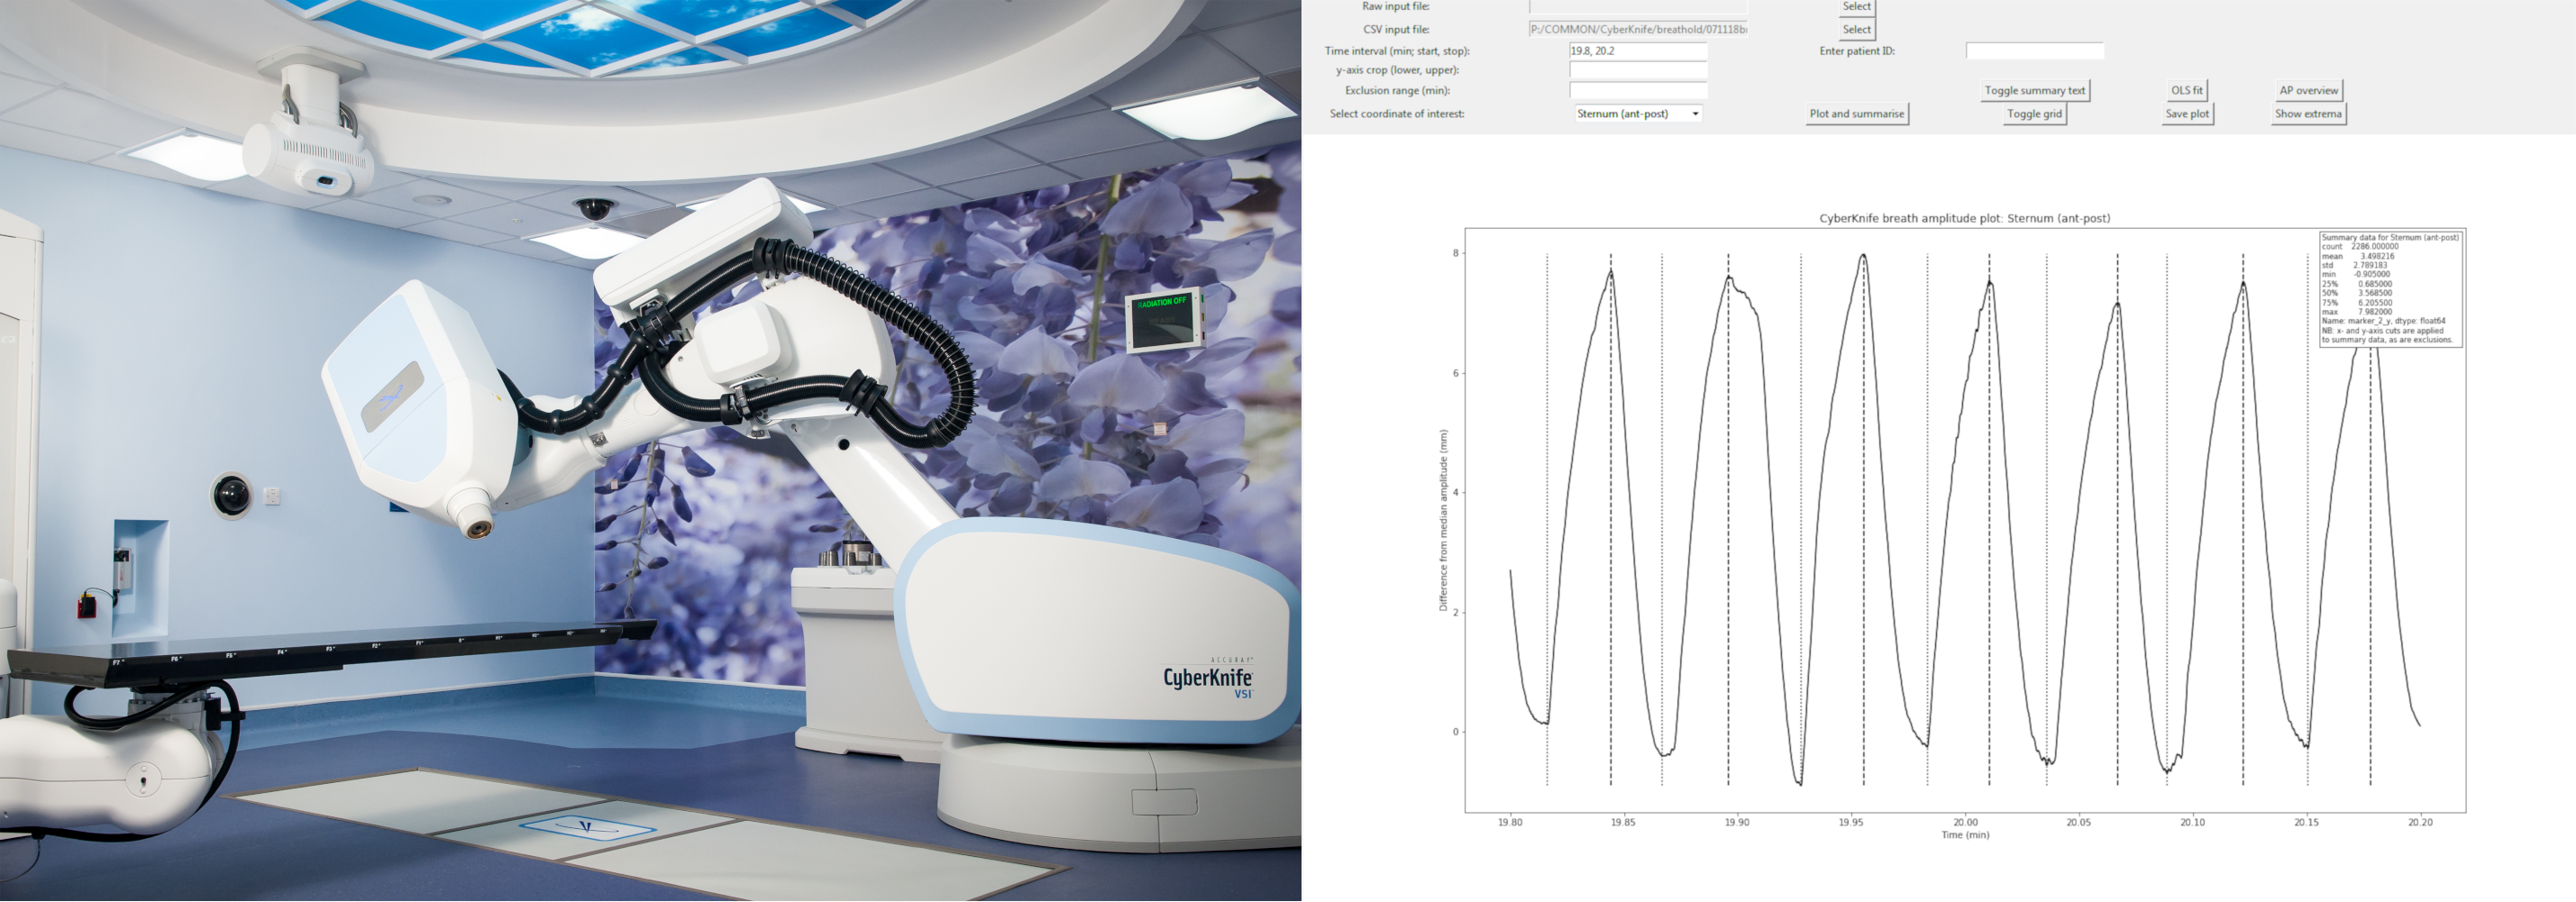 RADIATION OFF
F7
F6
F5
F4
F3
F2
F1
ACCURAY
CyberKnife
VSI
Raw input file:
Select
CSV input file:
P:/COMMON/CyberKnife/breathold/071118b
Select
Time interval (min; start, stop):
19.8, 20.2
Enter patient ID:
y-axis crop (lower, upper):
Exclusion range (min):
Toggle summary text
OLS fit
AP overview
Select coordinate of interest:
Sternum (ant-post)
Plot and summarise
Toggle grid
Save plot
Show extrema
CyberKnife breath amplitude plot: Sternum (ant-post)
Summary data for Sternum (ant-post)
count 2286.000000
mean 3.498216
std 2.789183
min -0.905000
25% 0.685000
50% 3.568500
75% 6.205500
max 7.982000
Name: marker_2_y, dtype: float64
NB: x- and y-axis cuts are applied
to summary data, as are exclusions.
Difference from median amplitude (mm)
8
6
4
2
0
19.80 19.85 19.90 19.95 20.00 20.05 20.10 20.15 20.20
Time (min)